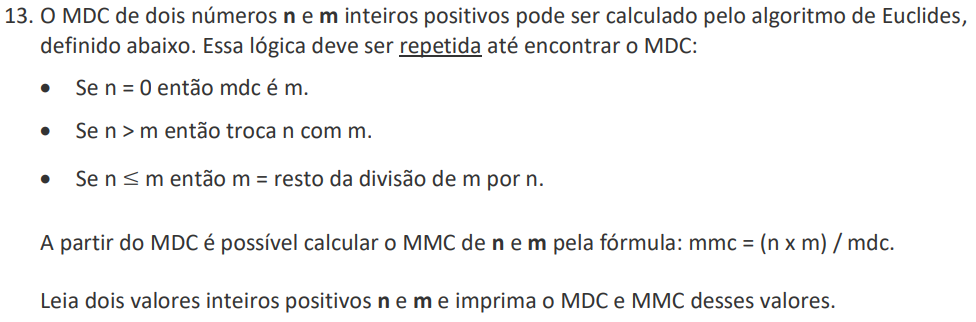 13. O MDC de dois números n e m inteiros positivos pode ser calculado pelo algoritmo de Euclides,
definido abaixo. Essa lógica deve ser repetida até encontrar o MDC:
• Se n = 0 então mdc é m.
• Se n > m então troca n com m.
• Se n ≤ m então m = resto da divisão de m por n.
A partir do MDC é possível calcular o MMC de n e m pela fórmula: mmc = (n x m) / mdc.
Leia dois valores inteiros positivos n e m e imprima o MDC e MMC desses valores.